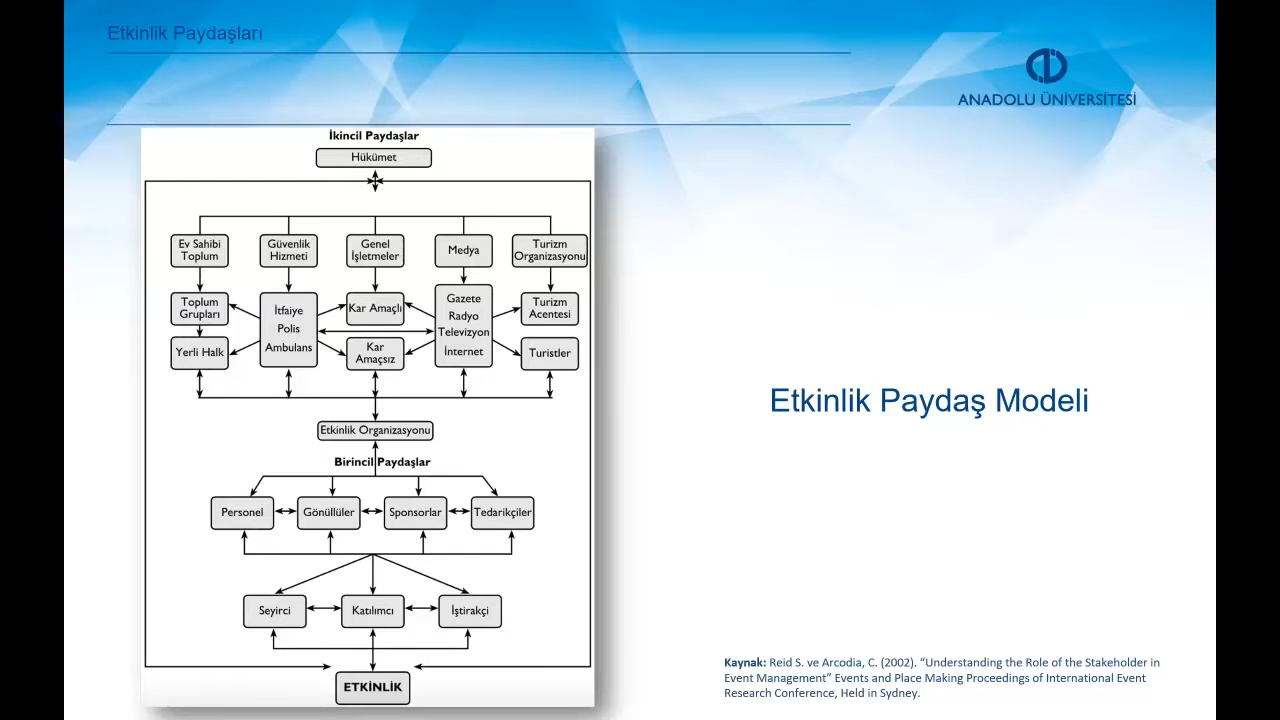 Etkinlik Paydaşları
ANADOLU ÜNİVERSİTESİ
İkincil Paydaşlar
Hükümet
Ev Sahibi
Toplum
Güvenlik
Hizmeti
Genel
İşletmeler
Medya
Turizm
Organizasyonu
Toplum
Grupları
İtfaiye
Polis
Ambulans
Kar Amaçlı
Gazete
Radyo
Televizyon
İnternet
Turizm
Acentesi
Yerli Halk
Kar
Amaçsız
Turistler
Etkinlik Organizasyonu
Birincil Paydaşlar
Personel
Gönüllüler
Sponsorlar
Tedarikçiler
Seyirci
Katılımcı
İştirakçi
ETKİNLİK
Etkinlik Paydaş Modeli
Kaynak: Reid S. ve Arcodia, C. (2002). “Understanding the Role of the Stakeholder in
Event Management” Events and Place Making Proceedings of International Event
Research Conference, Held in Sydney.